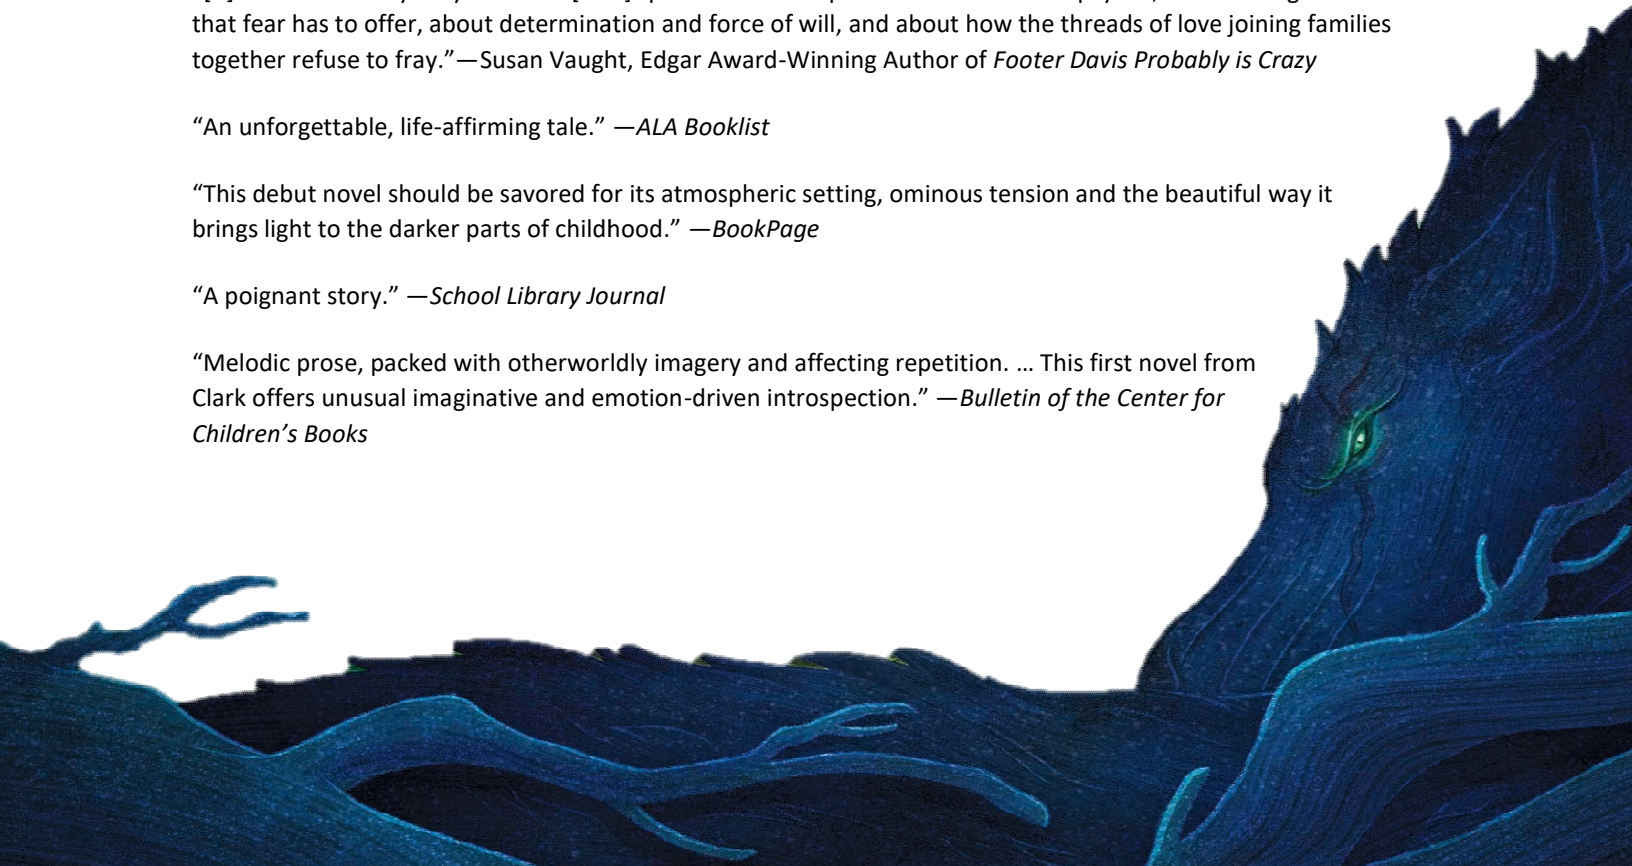 that fear has to offer, about determination and force of will, and about how the threads of love joining families
together refuse to fray.”—Susan Vaught, Edgar Award-Winning Author of Footer Davis Probably is Crazy
“An unforgettable, life-affirming tale.” —ALA Booklist
“This debut novel should be savored for its atmospheric setting, ominous tension and the beautiful way it
brings light to the darker parts of childhood.” —BookPage
“A poignant story.” —School Library Journal
“Melodic prose, packed with otherworldly imagery and affecting repetition. … This first novel from
Clark offers unusual imaginative and emotion-driven introspection.” —Bulletin of the Center for
Children’s Books